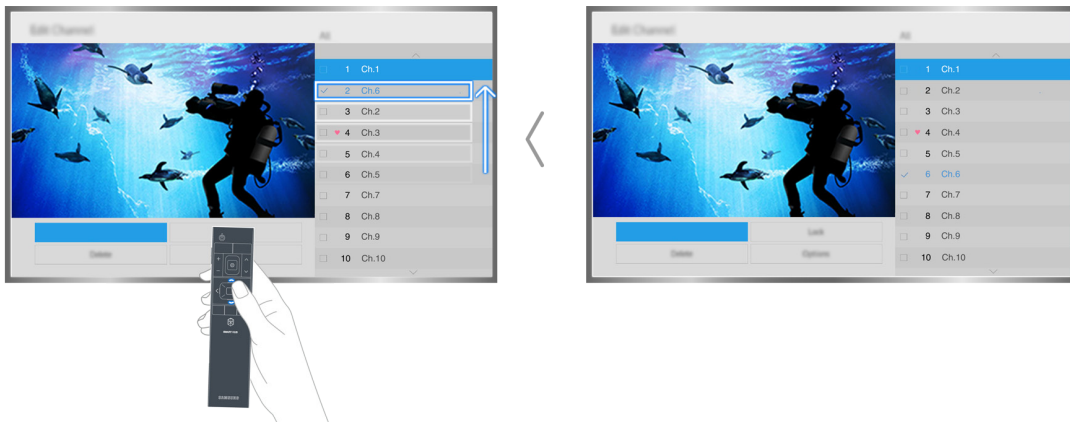 Edit Channel
All
1 Ch.1
2 Ch.6
3 Ch.2
4 Ch.3
5 Ch.4
6 Ch.5
7 Ch.7
8 Ch.8
9 Ch.9
10 Ch.10
Delete
SAMSUNG
Edit Channel
All
1 Ch.1
2 Ch.2
3 Ch.3
4 Ch.4
5 Ch.5
6 Ch.6
7 Ch.7
8 Ch.8
9 Ch.9
10 Ch.10
Lock
Delete
Options